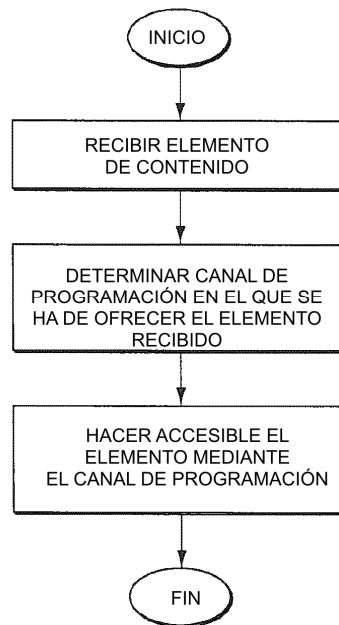 INICIO
RECIBIR ELEMENTO
DE CONTENIDO
DETERMINAR CANAL DE
PROGRAMACIÓN EN EL QUE SE
HA DE OFRECER EL ELEMENTO
RECIBIDO
HACER ACCESIBLE EL
ELEMENTO MEDIANTE
EL CANAL DE PROGRAMACIÓN
FIN